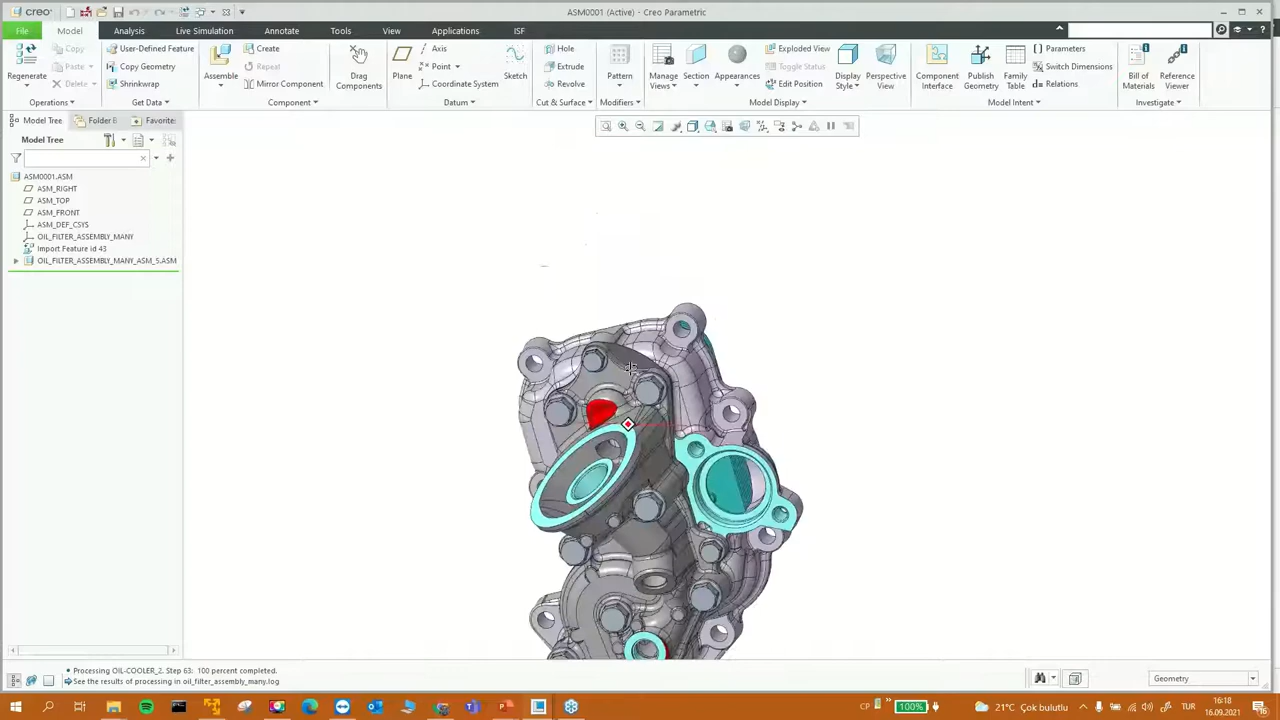 creo
ASM0001 (Active) - Creo Parametric
File
Model
Analysis
Live Simulation
Annotate
Tools
View
Applications
ISF
Regenerate
Copy
Paste
Delete
User-Defined Feature
Copy Geometry
Shrinkwrap
Assemble
Create
Repeat
Mirror Component
Drag Components
Plane
Axis
Point
Coordinate System
Sketch
Hole
Extrude
Revolve
Pattern
Manage Views
Section
Appearances
Exploded View
Toggle Status
Edit Position
Display Style
Perspective View
Component Interface
Publish Geometry
Family Table
Parameters
Switch Dimensions
Relations
Bill of Materials
Reference Viewer
Operations
Get Data
Component
Datum
Cut & Surface
Modifiers
Model Display
Model Intent
Investigate
Model Tree
Folder B
Favorite:
Model Tree
ASM0001.ASM
ASM_RIGHT
ASM_TOP
ASM_FRONT
ASM_DEF_CSYS
OIL_FILTER_ASSEMBLY_MANY
Import Feature id 43
OIL_FILTER_ASSEMBLY_MANY_ASM_5.ASM
• Processing OIL-COOLER_2. Step 63: 100 percent completed.
See the results of processing in oil_filter_assembly_many.log
Geometry
CP
100%
21°C Çok bulutlu
TUR
16:18
16.09.2021
16